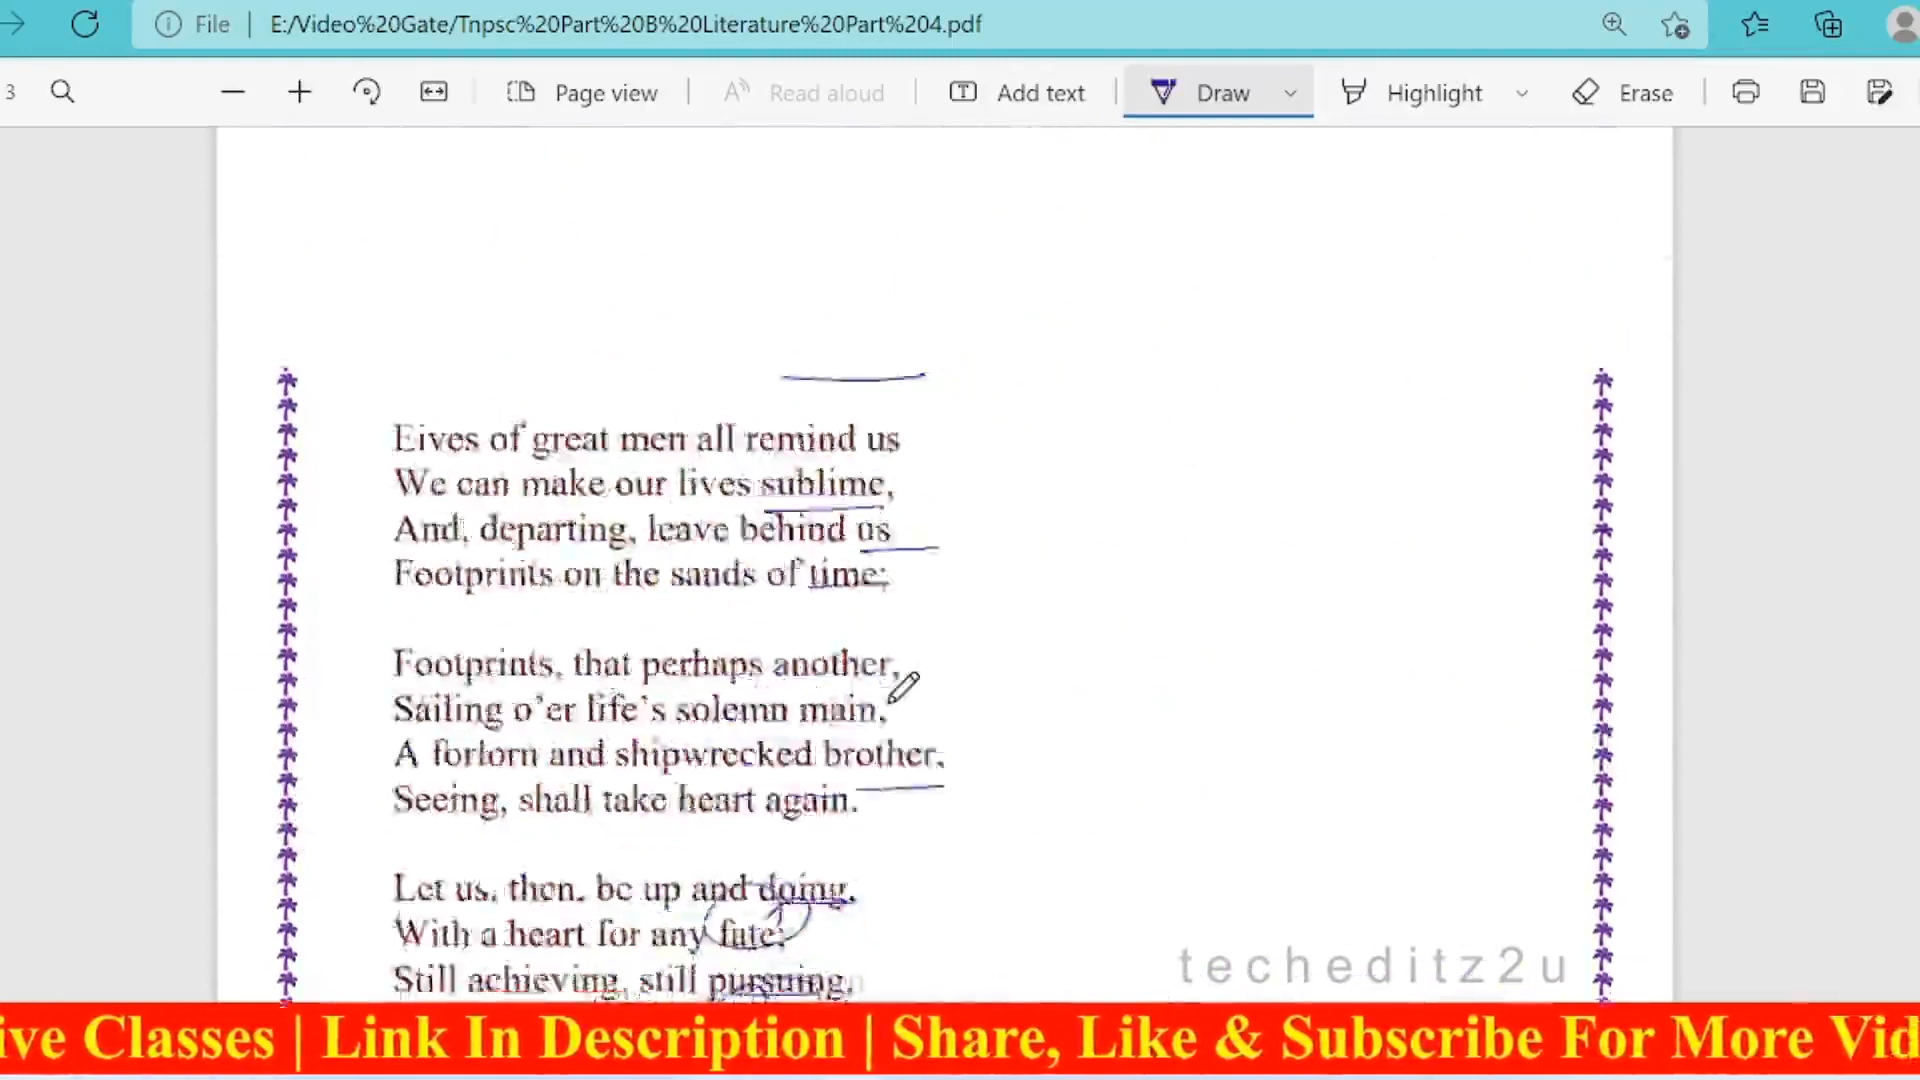 File | E:/Video%20Gate/Tnpsc%20Part%20B%20Literature%20Part%204.pdf
3
Page view
Read aloud
Add text
Draw
Highlight
Erase
Eives of great men all remind us
We can make our lives sublime,
And, departing, leave behind us
Footprints on the sands of time;
Footprints, that perhaps another,
Sailing o'er life's solemn main,
A forlorn and shipwrecked brother,
Seeing, shall take heart again.
Let us, then, be up and doing,
With a heart for any fate;
Still achieving, still pursuing,
techeditz2u
ive Classes | Link In Description | Share, Like & Subscribe For More Vid